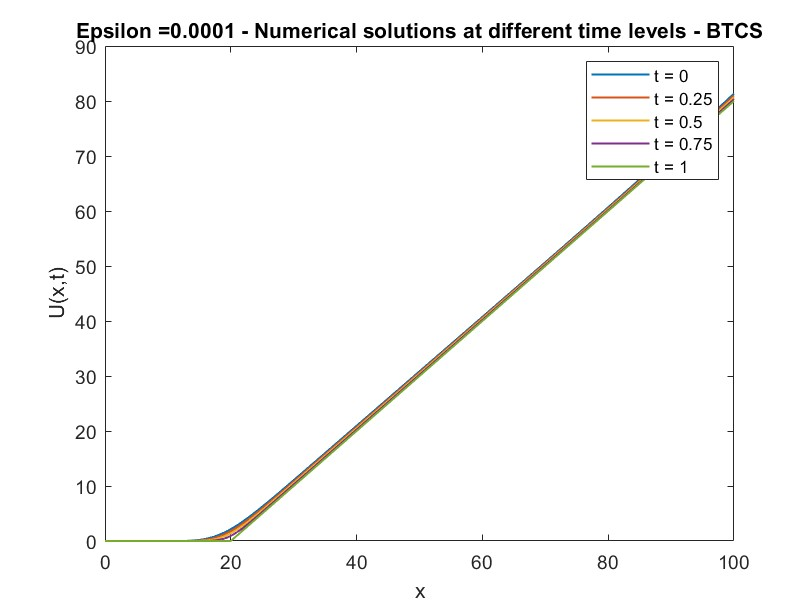 Epsilon =0.0001 - Numerical solutions at different time levels - BTCS
90
80
70
60
50
40
30
20
10
0
U(x,t)
t = 0
t = 0.25
t = 0.5
t = 0.75
t = 1
0 20 40 60 80 100
x